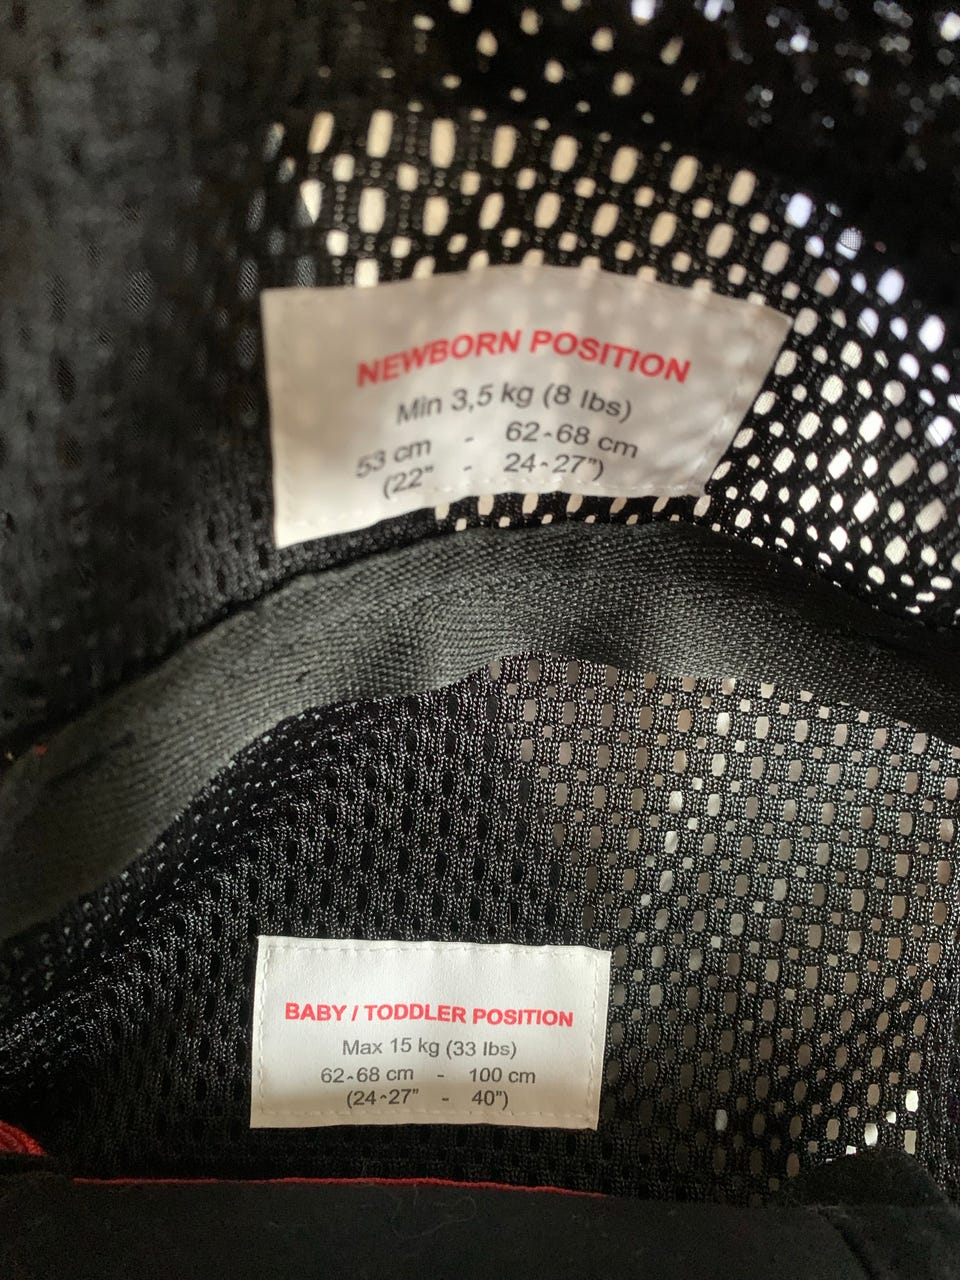 NEWBORN POSITION
Min 3,5 kg (8 lbs)
53 cm - 62-68 cm
(22" - 24-27")
BABY / TODDLER POSITION
Max 15 kg (33 lbs)
62-68 cm - 100 cm
(24-27" - 40")